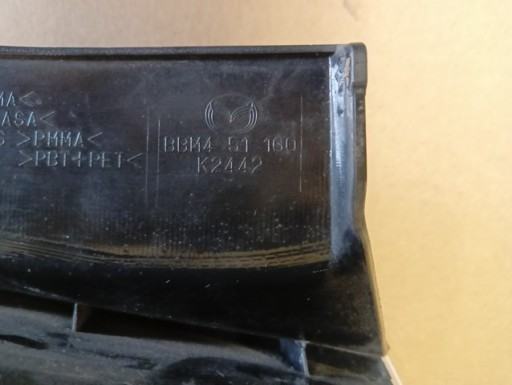 MA<
ASA<
S >PMMA<
>PBT+PET<
BBM4 51 160
K2442